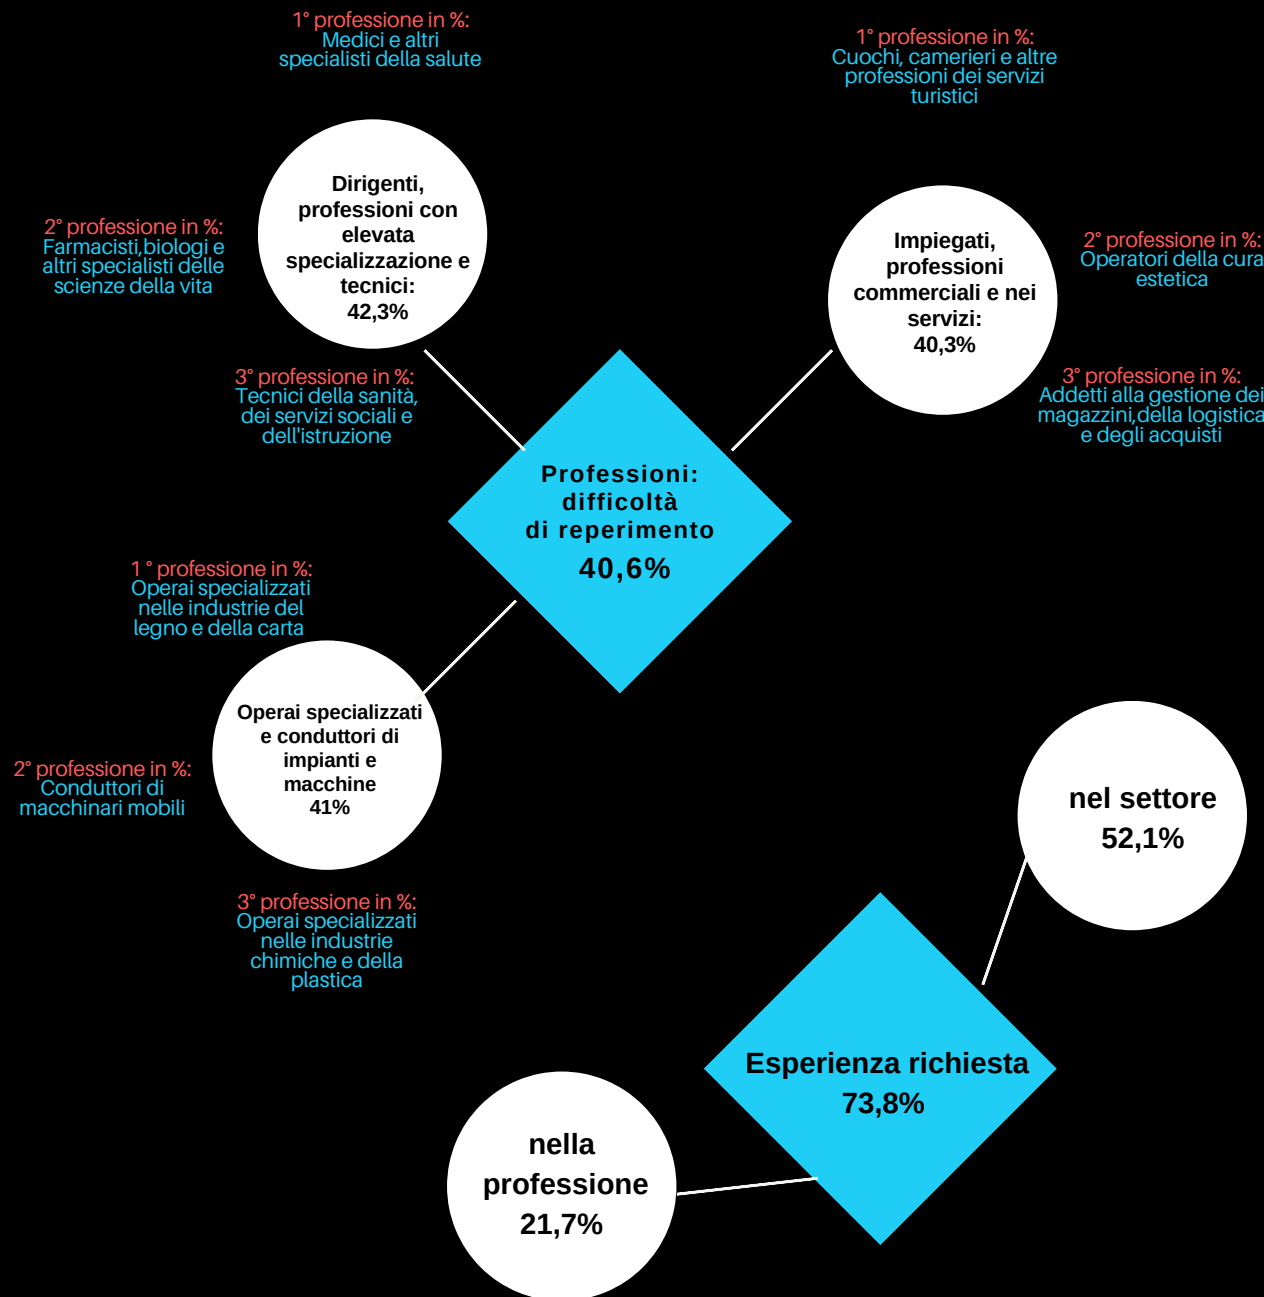 1° professione in %:
Medici e altri
specialisti della salute
1° professione in %:
Cuochi, camerieri e altre
professioni dei servizi
turistici
Dirigenti,
professioni con
elevata
specializzazione e
tecnici:
42,3%
2° professione in %:
Farmacisti,biologi e
altri specialisti delle
scienze della vita
Impiegati,
professioni
commerciali e nei
servizi:
40,3%
2° professione in %:
Operatori della cura
estetica
3° professione in %:
Tecnici della sanità,
dei servizi sociali e
dell'istruzione
3° professione in %:
Addetti alla gestione dei
magazzini,della logistica
e degli acquisti
Professioni:
difficoltà
di reperimento
40,6%
1 ° professione in %:
Operai specializzati
nelle industrie del
legno e della carta
Operai specializzati
e conduttori di
impianti e
macchine
41%
2° professione in %:
Conduttori di
macchinari mobili
3° professione in %:
Operai specializzati
nelle industrie
chimiche e della
plastica
nel settore
52,1%
Esperienza richiesta
73,8%
nella
professione
21,7%